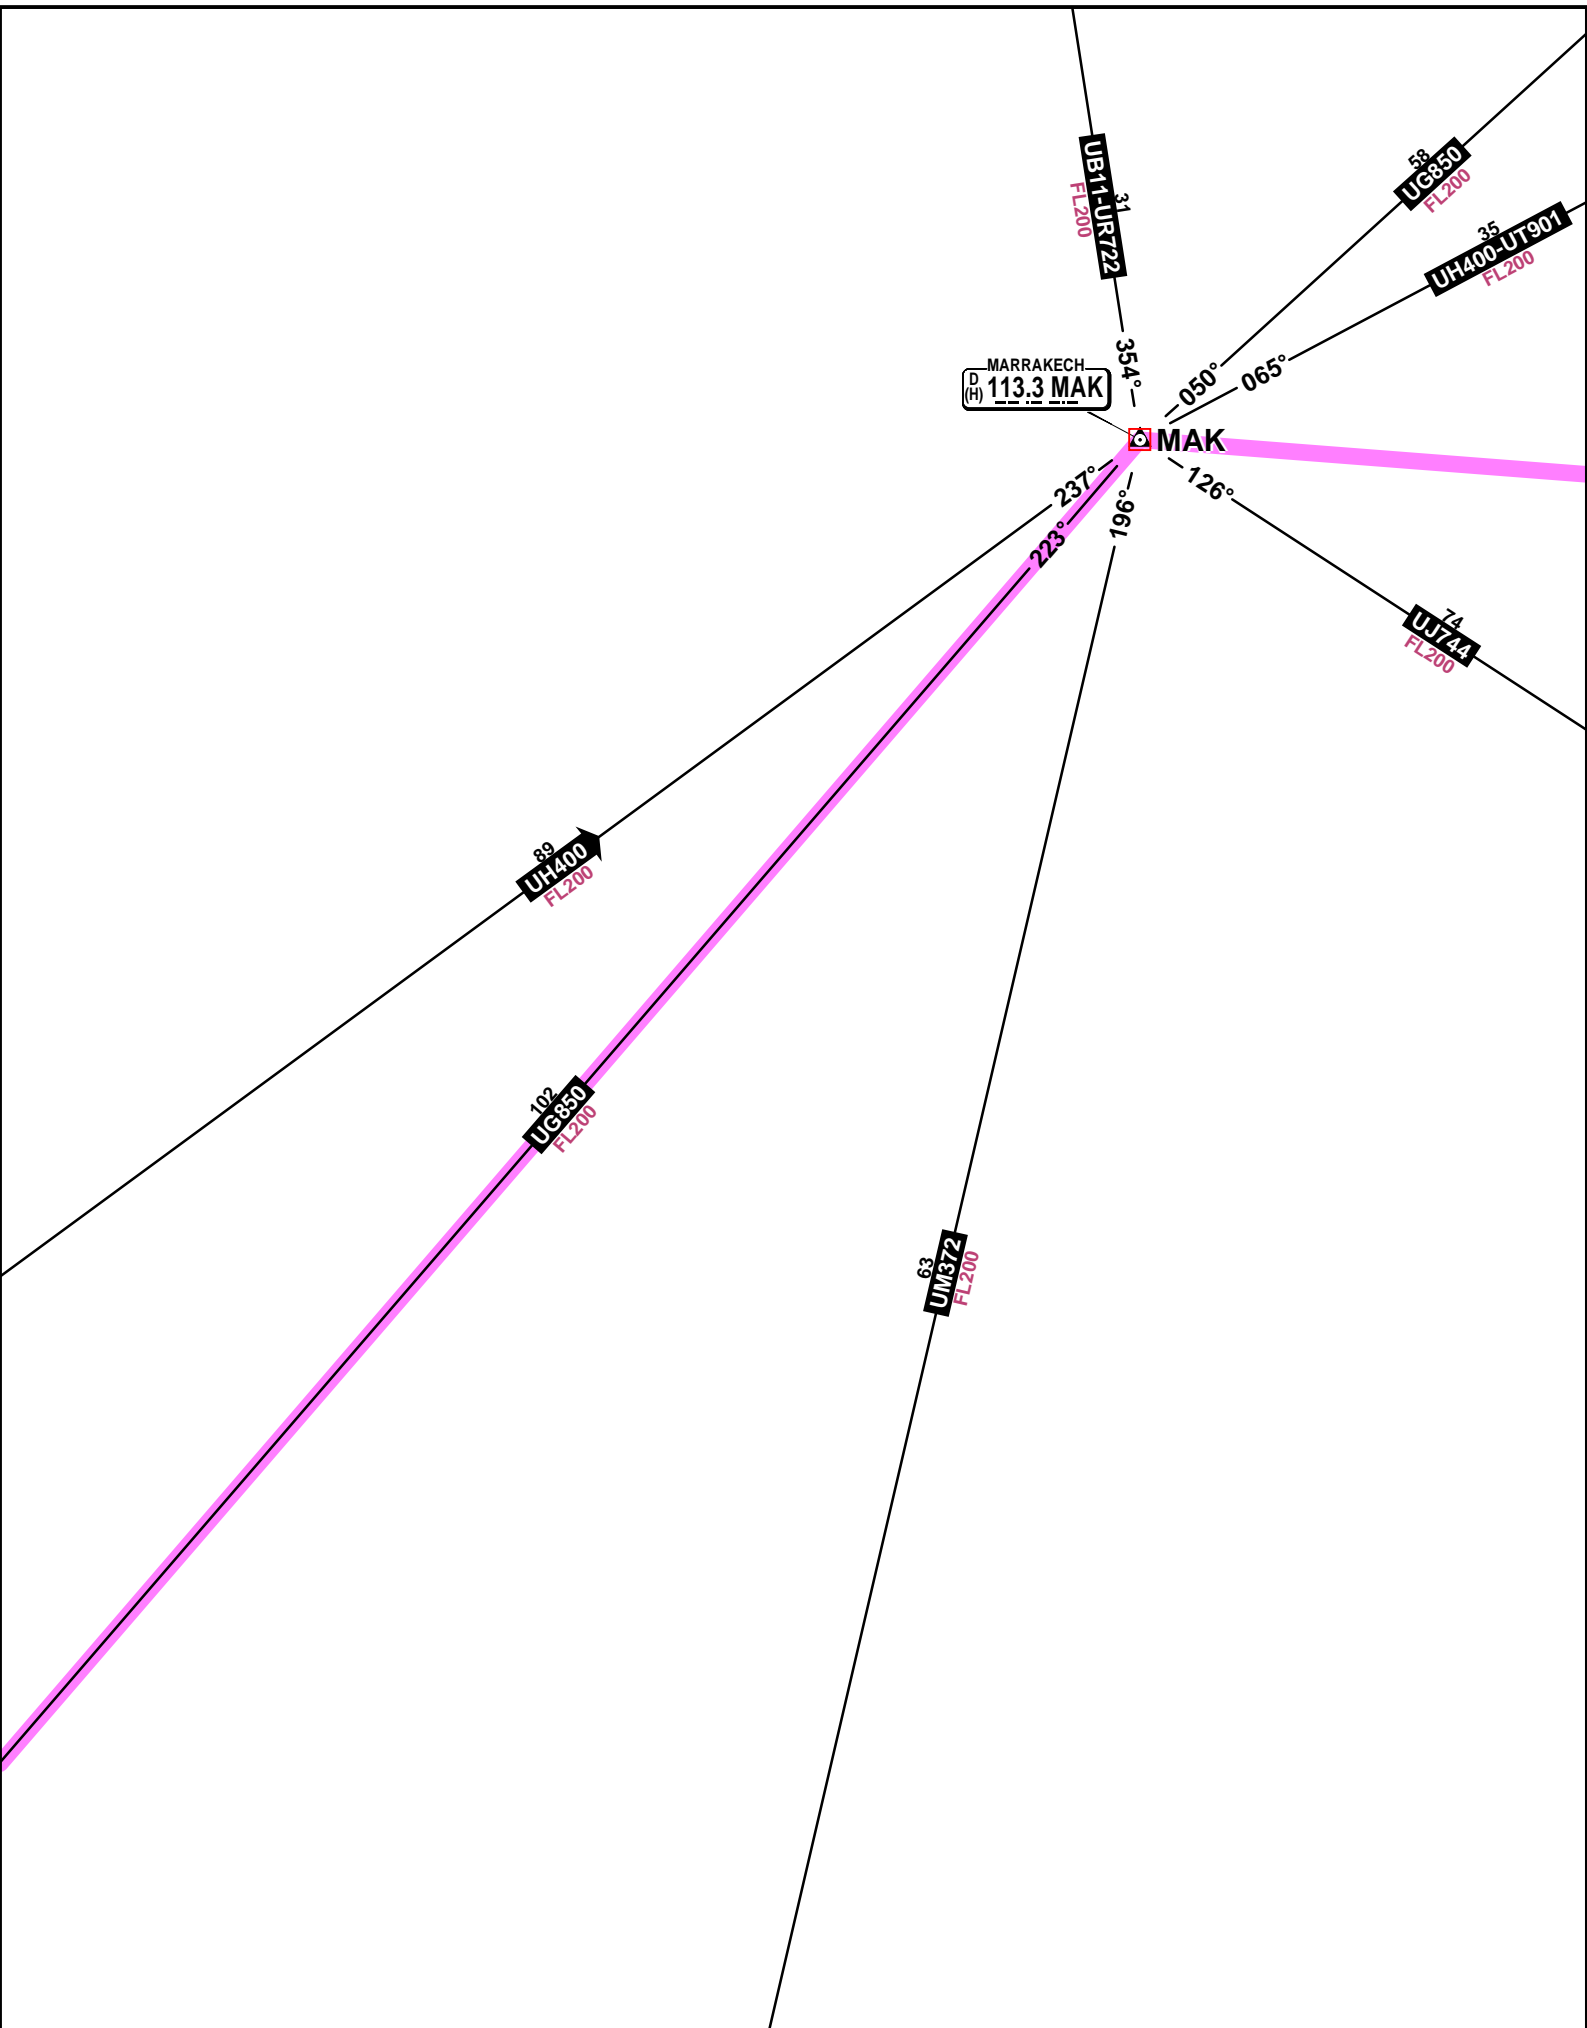 31
UB11-UR722
FL200
58
UG850
FL200
35
UH400-UT901
FL200
354°
050°
065°
MARRAKECH
D
(H)
113.3 MAK
MAK
237°
223°
196°
126°
74
UJ744
FL200
89
UH400
FL200
102
UG850
FL200
63
UM372
FL200